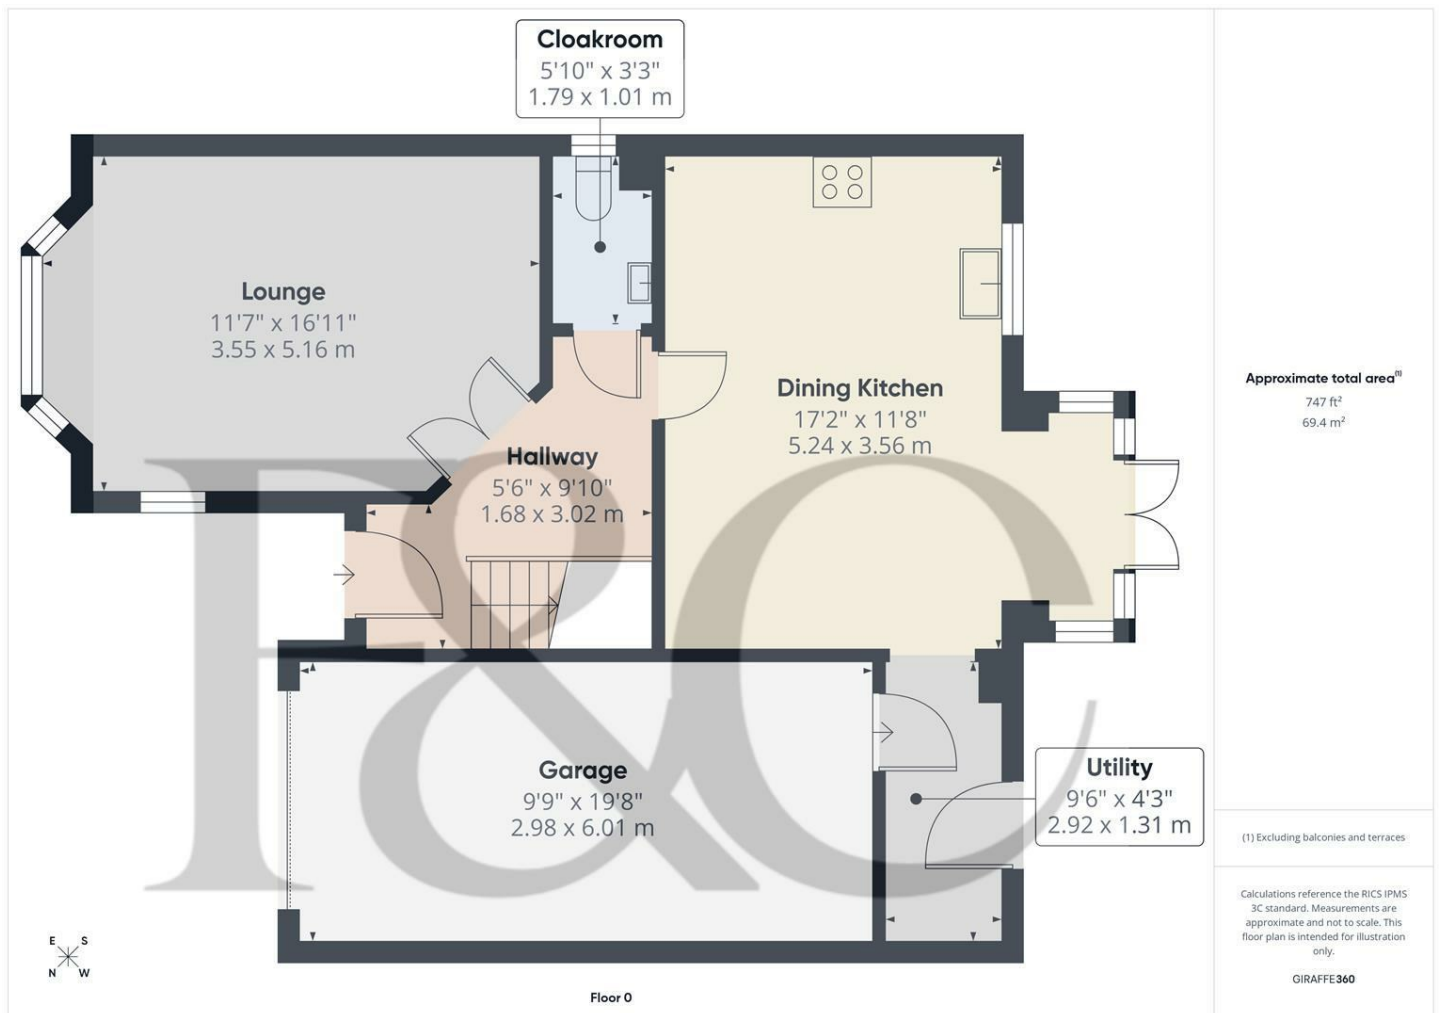 Cloakroom
5'10" x 3'3"
1.79 x 1.01 m
Lounge
11'7" x 16'11"
3.55 x 5.16 m
Dining Kitchen
17'2" x 11'8"
5.24 x 3.56 m
Hallway
5'6" x 9'10"
1.68 x 3.02 m
Garage
9'9" x 19'8"
2.98 x 6.01 m
Utility
9'6" x 4'3"
2.92 x 1.31 m
F&C
E S
N W
Floor 0
Approximate total area(1)
747 ft²
69.4 m²
(1) Excluding balconies and terraces
Calculations reference the RICS IPMS
3C standard. Measurements are
approximate and not to scale. This
floor plan is intended for illustration
only.
GIRAFFE360